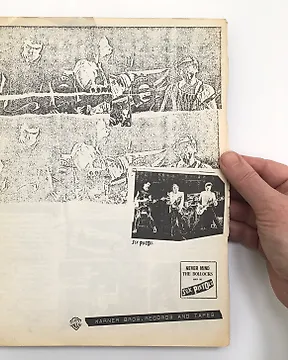 SEX PISTOLS
NEVER MIND
THE BOLLOCKS
SEX PISTOLS
WARNER BROS. RECORDS AND TAPES